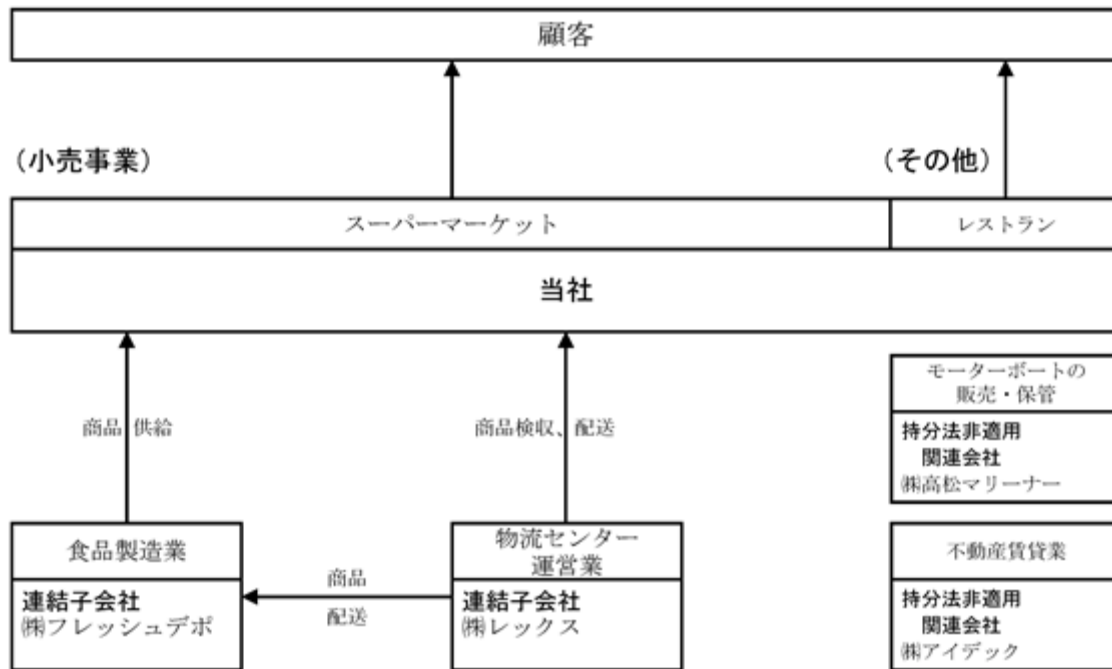 顧客
（小売事業）
（その他）
スーパーマーケット
レストラン
当社
商品 供給
商品検収、配送
モーターボートの
販売・保管
持分法非適用
関連会社
㈱高松マリーナー
食品製造業
連結子会社
㈱フレッシュデポ
商品
配送
物流センター
運営業
連結子会社
㈱レックス
不動産賃貸業
持分法非適用
関連会社
㈱アイデック